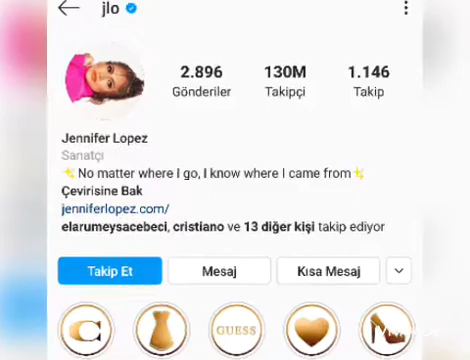 jlo
2.896 130M 1.146
Gönderiler Takipçi Takip
Jennifer Lopez
Sanatçı
✨No matter where I go, I know where I came from✨
Çevirisine Bak
jenniferlopez.com/
elarumeysacebeci, cristiano ve 13 diğer kişi takip ediyor
Takip Et Mesaj Kısa Mesaj
GUESS